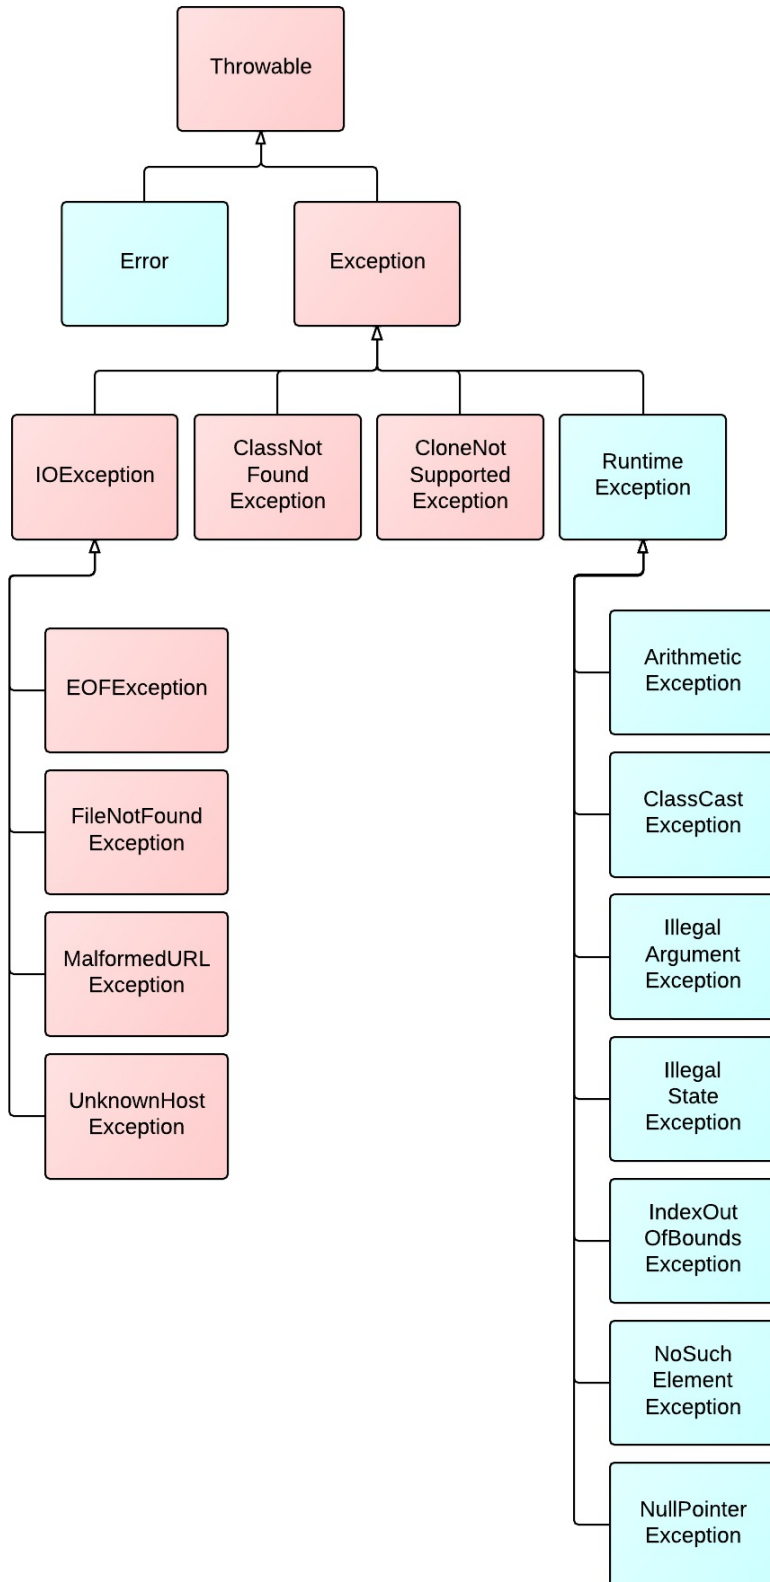 Throwable
Error
Exception
IOException
ClassNot
Found
Exception
CloneNot
Supported
Exception
Runtime
Exception
EOFException
FileNotFound
Exception
MalformedURL
Exception
UnknownHost
Exception
Arithmetic
Exception
ClassCast
Exception
Illegal
Argument
Exception
Illegal
State
Exception
IndexOut
OfBounds
Exception
NoSuch
Element
Exception
NullPointer
Exception